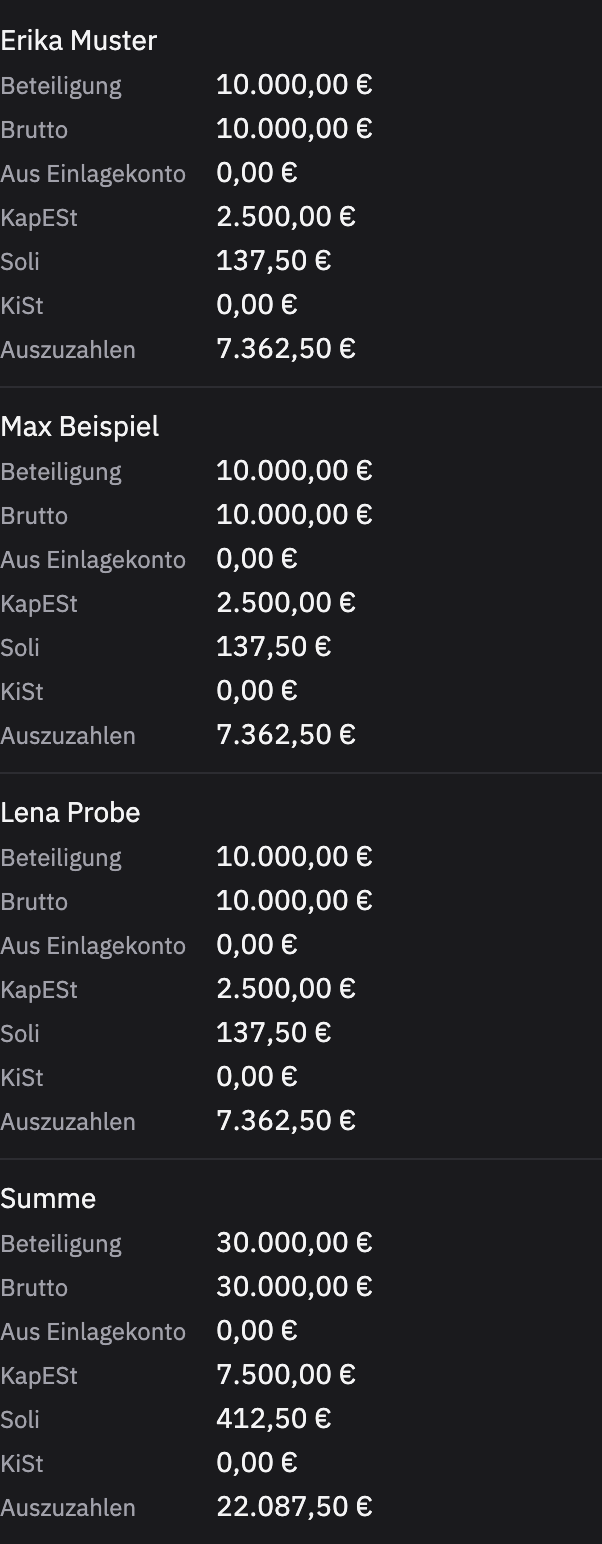 Erika Muster
Beteiligung 10.000,00 €
Brutto 10.000,00 €
Aus Einlagekonto 0,00 €
KapESt 2.500,00 €
Soli 137,50 €
KiSt 0,00 €
Auszuzahlen 7.362,50 €
Max Beispiel
Beteiligung 10.000,00 €
Brutto 10.000,00 €
Aus Einlagekonto 0,00 €
KapESt 2.500,00 €
Soli 137,50 €
KiSt 0,00 €
Auszuzahlen 7.362,50 €
Lena Probe
Beteiligung 10.000,00 €
Brutto 10.000,00 €
Aus Einlagekonto 0,00 €
KapESt 2.500,00 €
Soli 137,50 €
KiSt 0,00 €
Auszuzahlen 7.362,50 €
Summe
Beteiligung 30.000,00 €
Brutto 30.000,00 €
Aus Einlagekonto 0,00 €
KapESt 7.500,00 €
Soli 412,50 €
KiSt 0,00 €
Auszuzahlen 22.087,50 €